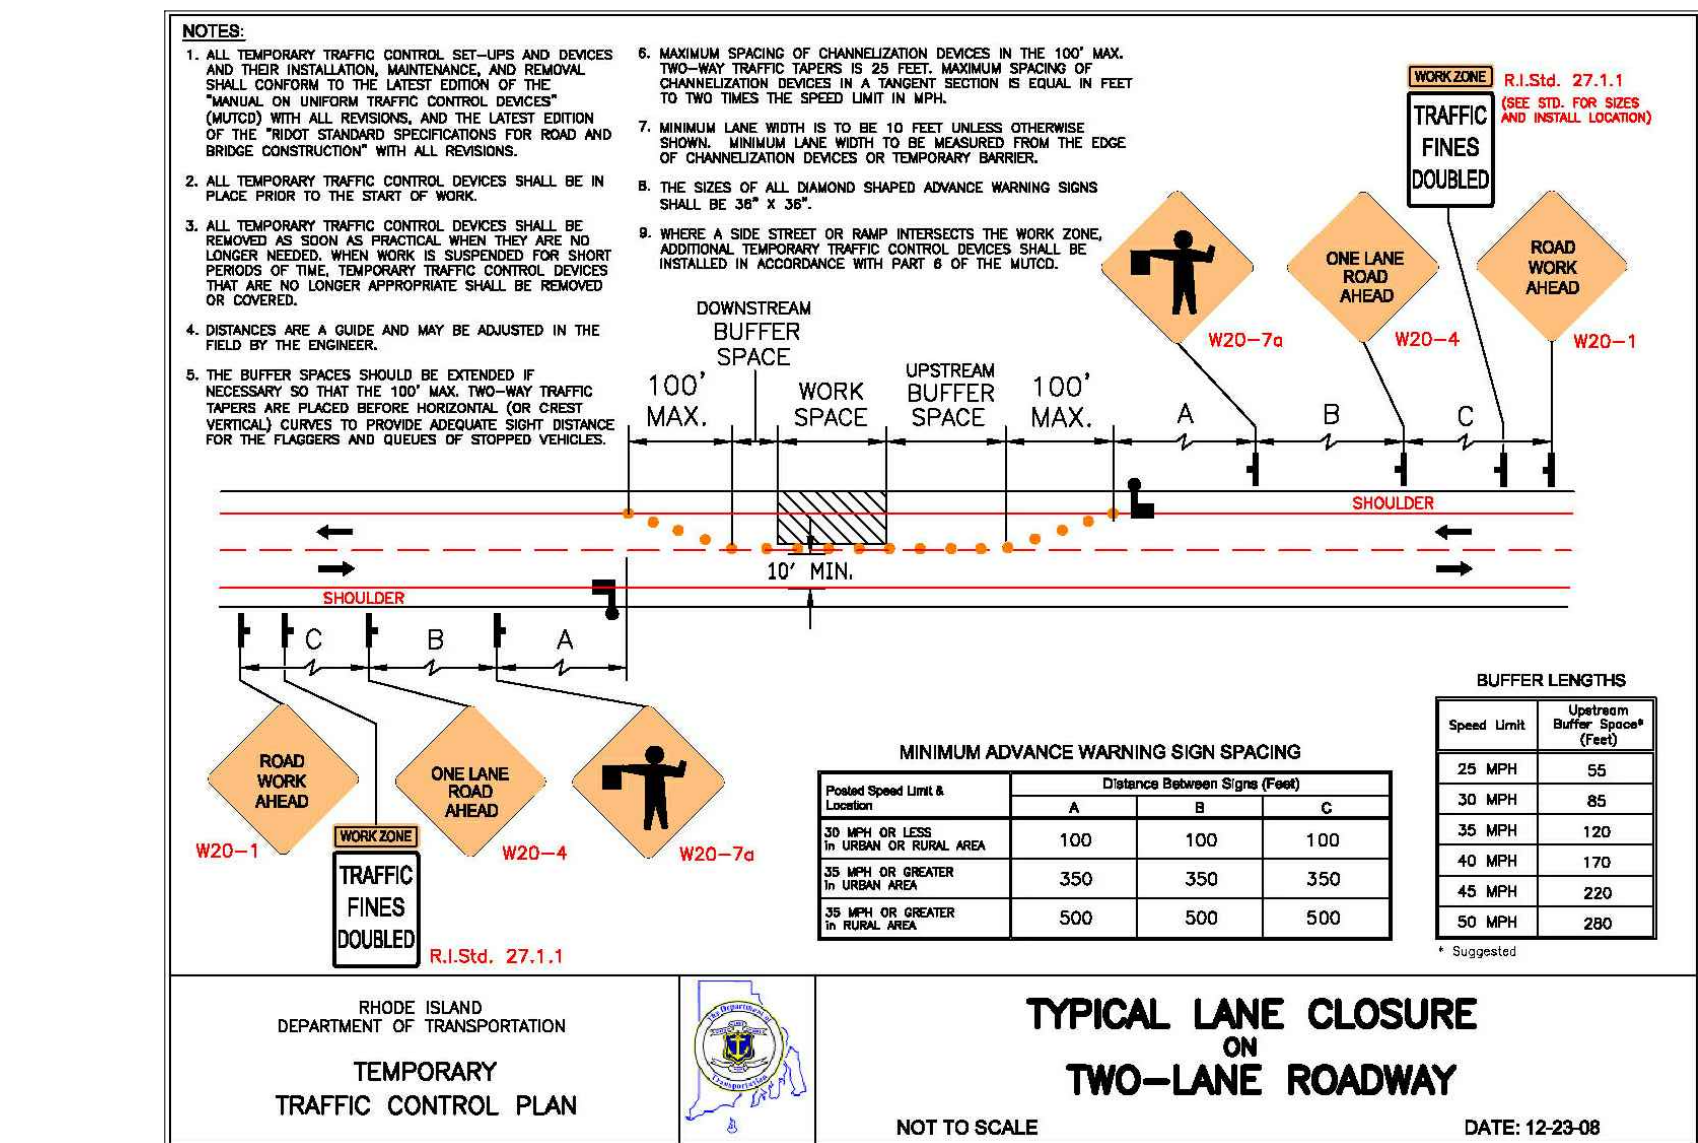 NOTES:
1. ALL TEMPORARY TRAFFIC CONTROL SET-UPS AND DEVICES
AND THEIR INSTALLATION, MAINTENANCE, AND REMOVAL
SHALL CONFORM TO THE LATEST EDITION OF THE
"MANUAL ON UNIFORM TRAFFIC CONTROL DEVICES"
(MUTCD) WITH ALL REVISIONS, AND THE LATEST EDITION
OF THE "RIDOT STANDARD SPECIFICATIONS FOR ROAD AND
BRIDGE CONSTRUCTION" WITH ALL REVISIONS.
2. ALL TEMPORARY TRAFFIC CONTROL DEVICES SHALL BE IN
PLACE PRIOR TO THE START OF WORK.
3. ALL TEMPORARY TRAFFIC CONTROL DEVICES SHALL BE
REMOVED AS SOON AS PRACTICAL WHEN THEY ARE NO
LONGER NEEDED. WHEN WORK IS SUSPENDED FOR SHORT
PERIODS OF TIME, TEMPORARY TRAFFIC CONTROL DEVICES
THAT ARE NO LONGER APPROPRIATE SHALL BE REMOVED
OR COVERED.
4. DISTANCES ARE A GUIDE AND MAY BE ADJUSTED IN THE
FIELD BY THE ENGINEER.
5. THE BUFFER SPACES SHOULD BE EXTENDED IF
NECESSARY SO THAT THE 100' MAX. TWO-WAY TRAFFIC
TAPERS ARE PLACED BEFORE HORIZONTAL (OR CREST
VERTICAL) CURVES TO PROVIDE ADEQUATE SIGHT DISTANCE
FOR THE FLAGGERS AND QUEUES OF STOPPED VEHICLES.
6. MAXIMUM SPACING OF CHANNELIZATION DEVICES IN THE 100' MAX.
TWO-WAY TRAFFIC TAPERS IS 25 FEET. MAXIMUM SPACING OF
CHANNELIZATION DEVICES IN A TANGENT SECTION IS EQUAL IN FEET
TO TWO TIMES THE SPEED LIMIT IN MPH.
7. MINIMUM LANE WIDTH IS TO BE 10 FEET UNLESS OTHERWISE
SHOWN. MINIMUM LANE WIDTH TO BE MEASURED FROM THE EDGE
OF CHANNELIZATION DEVICES OR TEMPORARY BARRIER.
8. THE SIZES OF ALL DIAMOND SHAPED ADVANCE WARNING SIGNS
SHALL BE 36" X 36".
9. WHERE A SIDE STREET OR RAMP INTERSECTS THE WORK ZONE,
ADDITIONAL TEMPORARY TRAFFIC CONTROL DEVICES SHALL BE
INSTALLED IN ACCORDANCE WITH PART 6 OF THE MUTCD.
WORK ZONE
TRAFFIC
FINES
DOUBLED
R.I.Std. 27.1.1
(SEE STD. FOR SIZES
AND INSTALL LOCATION)
W20-7a
ONE LANE
ROAD
AHEAD
W20-4
ROAD
WORK
AHEAD
W20-1
100'
MAX.
DOWNSTREAM
BUFFER
SPACE
WORK
SPACE
UPSTREAM
BUFFER
SPACE
100'
MAX.
A
B
C
SHOULDER
10' MIN.
SHOULDER
C
B
A
ROAD
WORK
AHEAD
W20-1
WORK ZONE
TRAFFIC
FINES
DOUBLED
R.I.Std. 27.1.1
ONE LANE
ROAD
AHEAD
W20-4
W20-7a
MINIMUM ADVANCE WARNING SIGN SPACING
Posted Speed Limit &
Location
Distance Between Signs (Feet)
A B C
30 MPH OR LESS
in URBAN OR RURAL AREA
100 100 100
35 MPH OR GREATER
in URBAN AREA
350 350 350
35 MPH OR GREATER
in RURAL AREA
500 500 500
BUFFER LENGTHS
Speed Limit
Upstream
Buffer Space*
(Feet)
25 MPH 55
30 MPH 85
35 MPH 120
40 MPH 170
45 MPH 220
50 MPH 280
* Suggested
RHODE ISLAND
DEPARTMENT OF TRANSPORTATION
TEMPORARY
TRAFFIC CONTROL PLAN
The Department of
Transportation
TYPICAL LANE CLOSURE
ON
TWO-LANE ROADWAY
NOT TO SCALE
DATE: 12-23-08